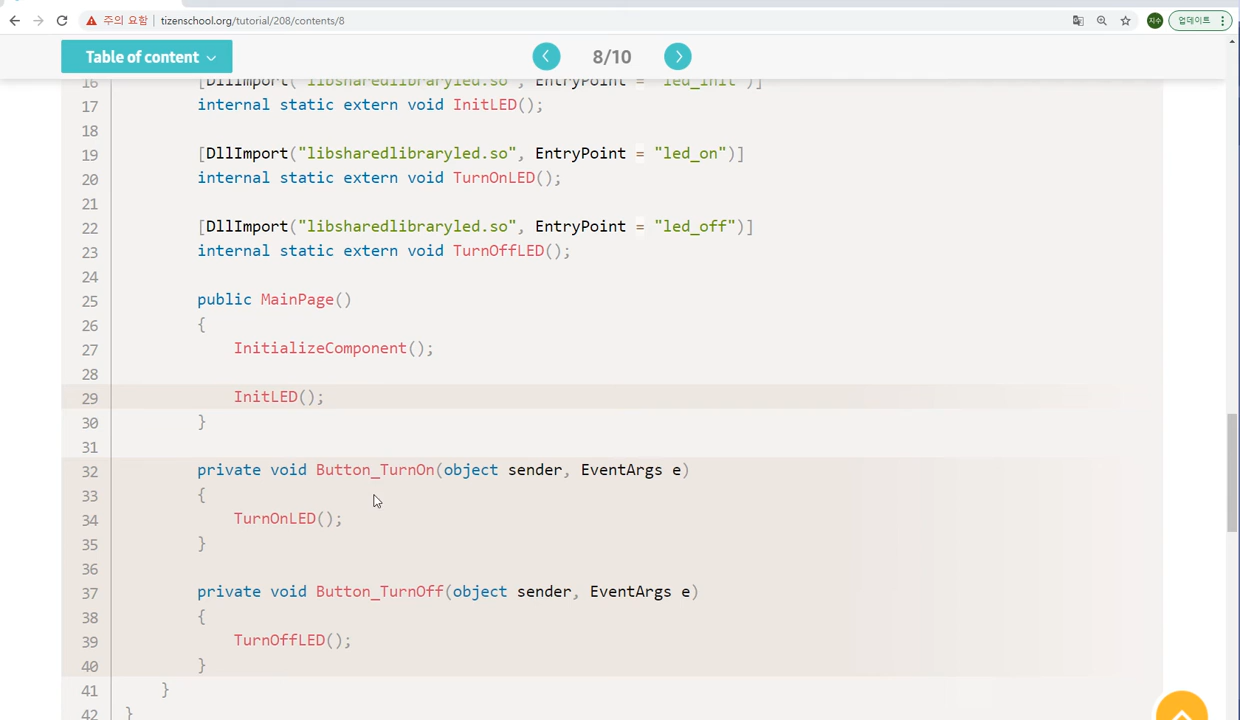 주의 요함 tizenschool.org/tutorial/208/contents/8 지수 업데이트
Table of content 8/10
16 [DllImport("libsharedlibraryled.so", EntryPoint = "led_init")]
17 internal static extern void InitLED();
18
19 [DllImport("libsharedlibraryled.so", EntryPoint = "led_on")]
20 internal static extern void TurnOnLED();
21
22 [DllImport("libsharedlibraryled.so", EntryPoint = "led_off")]
23 internal static extern void TurnOffLED();
24
25 public MainPage()
26 {
27 InitializeComponent();
28
29 InitLED();
30 }
31
32 private void Button_TurnOn(object sender, EventArgs e)
33 {
34 TurnOnLED();
35 }
36
37 private void Button_TurnOff(object sender, EventArgs e)
38 {
39 TurnOffLED();
40 }
41 }
42 }